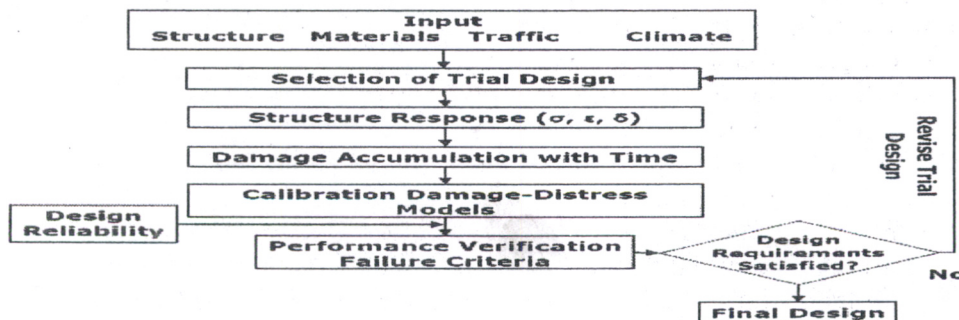 Input
Structure Materials Traffic Climate
Selection of Trial Design
Structure Response (σ, ε, δ)
Damage Accumulation with Time
Calibration Damage-Distress
Models
Design
Reliability
Performance Verification
Failure Criteria
Design
Requirements
Satisfied?
No
Revise Trial
Design
Final Design